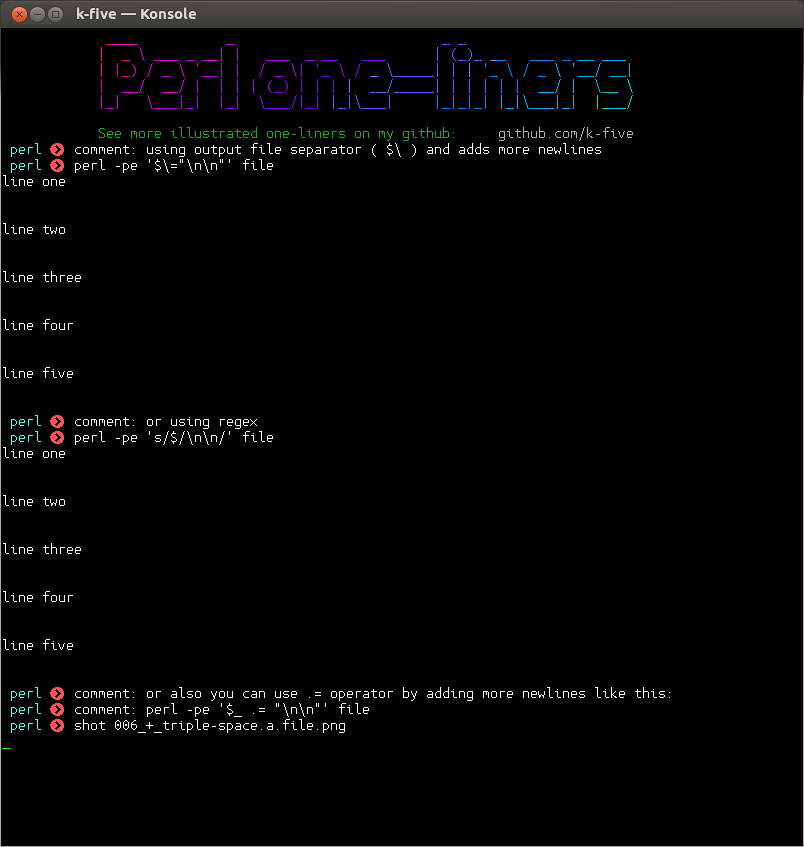 k-five — Konsole
Perl one-liners
See more illustrated one-liners on my github: github.com/k-five
perl comment: using output file separator ( $\ ) and adds more newlines
perl perl -pe '$\="\n\n"' file
line one
line two
line three
line four
line five
perl comment: or using regex
perl perl -pe 's/$/\n\n/' file
line one
line two
line three
line four
line five
perl comment: or also you can use .= operator by adding more newlines like this:
perl comment: perl -pe '$_ .= "\n\n"' file
perl shot 006_+_triple-space.a.file.png